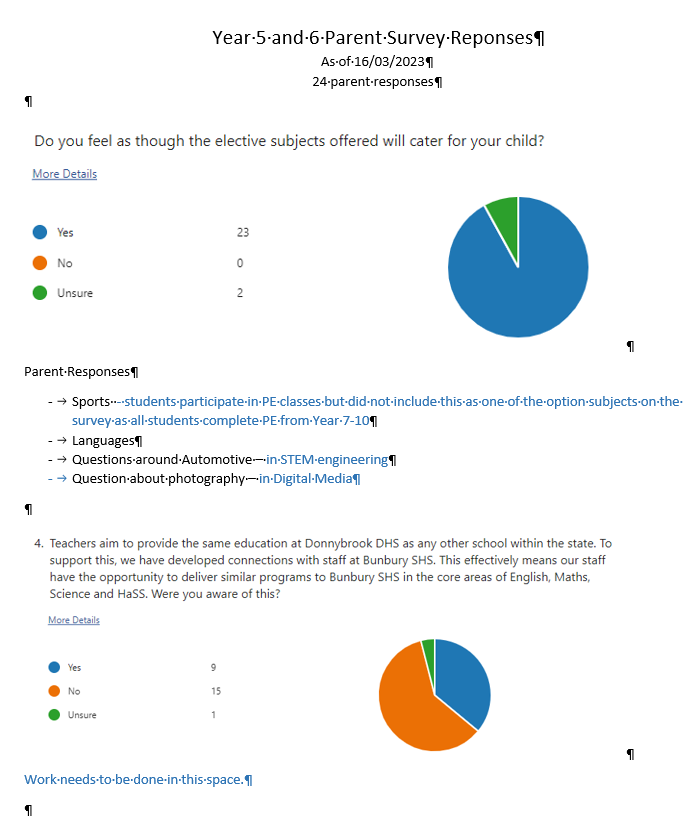 Year·5·and·6·Parent·Survey·Reponses¶
As·of·16/03/2023¶
24·parent·responses¶
¶
Do you feel as though the elective subjects offered will cater for your child?
More Details
Yes 23
No 0
Unsure 2
¶
Parent·Responses¶
-→Sports·-·students·participate·in·PE·classes·but·did·not·include·this·as·one·of·the·option·subjects·on·the·
survey·as·all·students·complete·PE·from·Year·7-10¶
-→Languages¶
-→Questions·around·Automotive·–·in·STEM·engineering¶
-→Question·about·photography·–·in·Digital·Media¶
¶
4. Teachers aim to provide the same education at Donnybrook DHS as any other school within the state. To
support this, we have developed connections with staff at Bunbury SHS. This effectively means our staff
have the opportunity to deliver similar programs to Bunbury SHS in the core areas of English, Maths,
Science and HaSS. Were you aware of this?
More Details
Yes 9
No 15
Unsure 1
¶
Work·needs·to·be·done·in·this·space.¶
¶